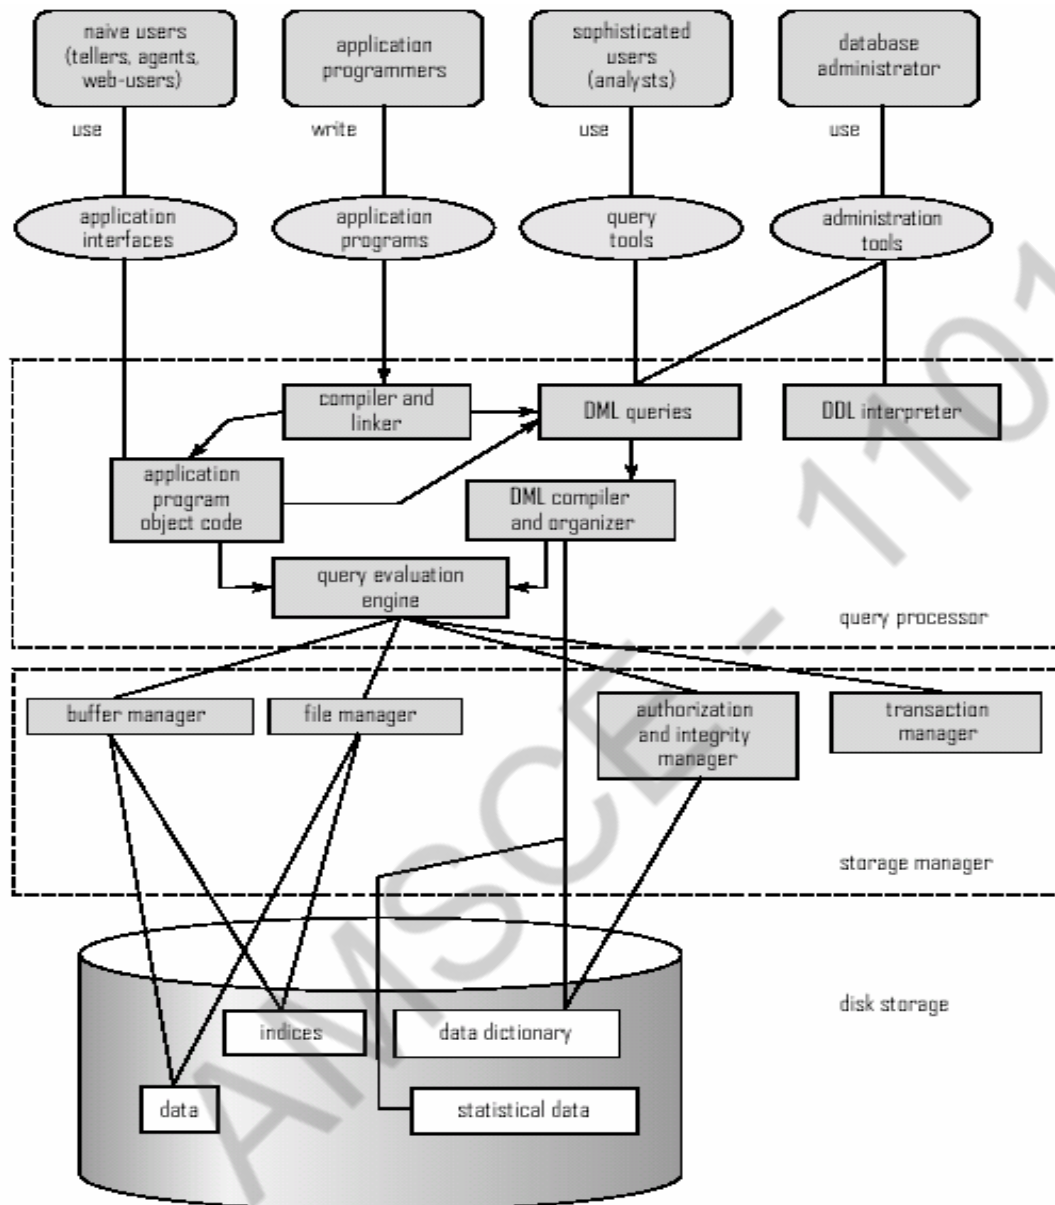 naive users
(tellers, agents,
web-users)
application
programmers
sophisticated
users
(analysts)
database
administrator
use
write
use
use
application
interfaces
application
programs
query
tools
administration
tools
compiler and
linker
DML queries
DDL interpreter
application
program
object code
DML compiler
and organizer
query evaluation
engine
query processor
buffer manager
file manager
authorization
and integrity
manager
transaction
manager
storage manager
disk storage
indices
data dictionary
data
statistical data
AMSCE - 1101